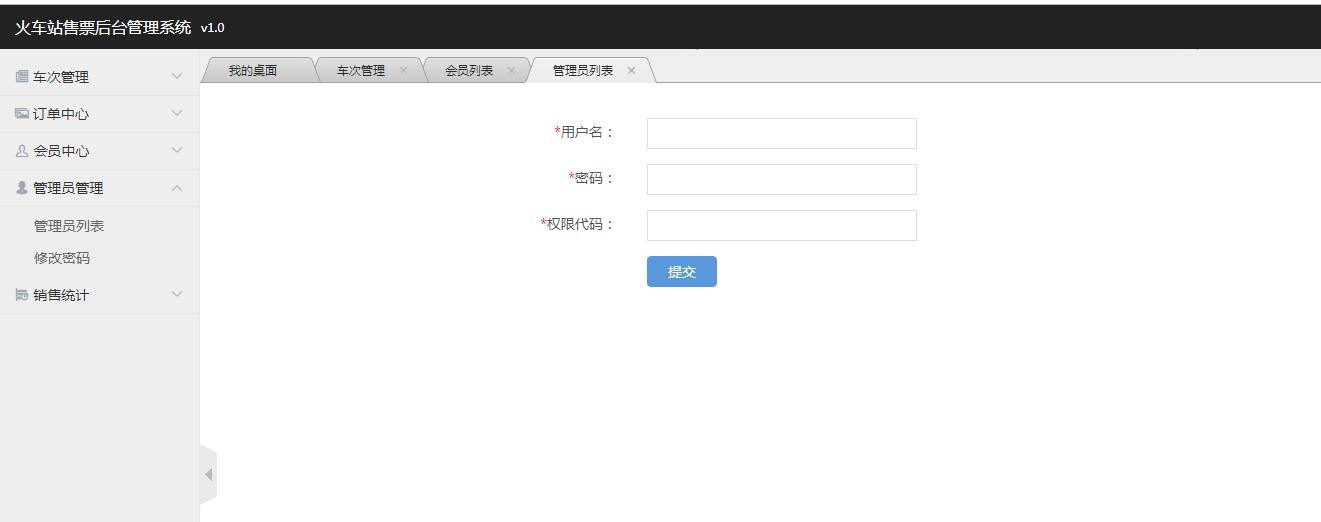 火车站售票后台管理系统 v1.0
车次管理
订单中心
会员中心
管理员管理
管理员列表
修改密码
销售统计
我的桌面 车次管理 会员列表 管理员列表
*用户名：
*密码：
*权限代码：
提交